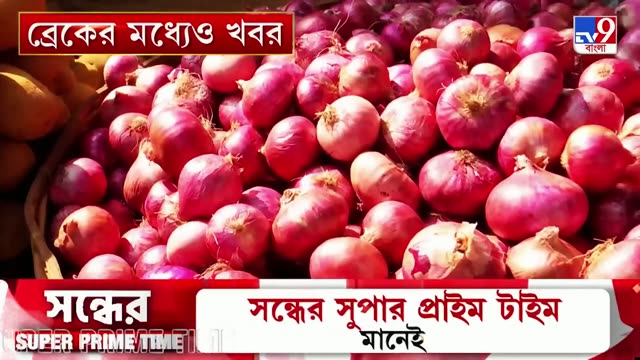 ব্রেকের মধ্যেও খবর
TV9
বাংলা
সন্ধের
SUPER PRIME TIME
সন্ধের সুপার প্রাইম টাইম
মানেই